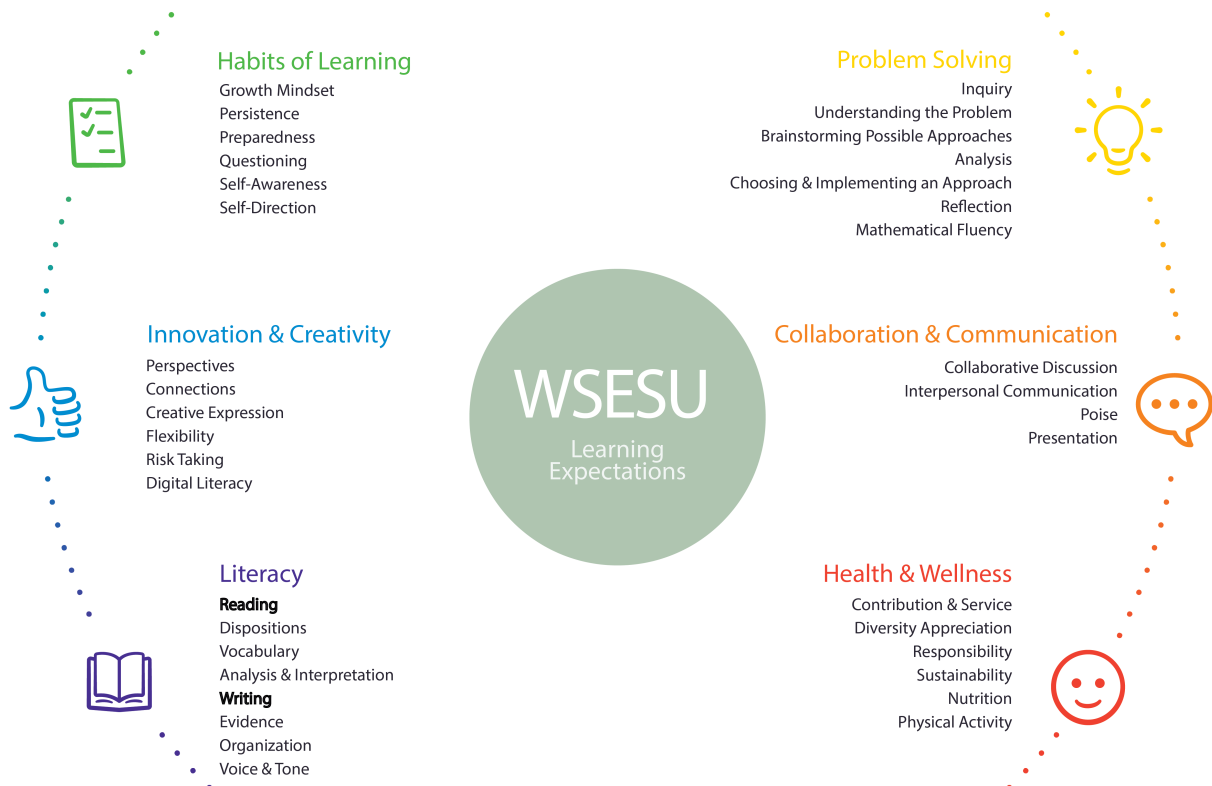 Habits of Learning
Growth Mindset
Persistence
Preparedness
Questioning
Self-Awareness
Self-Direction
Problem Solving
Inquiry
Understanding the Problem
Brainstorming Possible Approaches
Analysis
Choosing & Implementing an Approach
Reflection
Mathematical Fluency
Innovation & Creativity
Perspectives
Connections
Creative Expression
Flexibility
Risk Taking
Digital Literacy
WSESU
Learning
Expectations
Collaboration & Communication
Collaborative Discussion
Interpersonal Communication
Poise
Presentation
Literacy
Reading
Dispositions
Vocabulary
Analysis & Interpretation
Writing
Evidence
Organization
Voice & Tone
Health & Wellness
Contribution & Service
Diversity Appreciation
Responsibility
Sustainability
Nutrition
Physical Activity